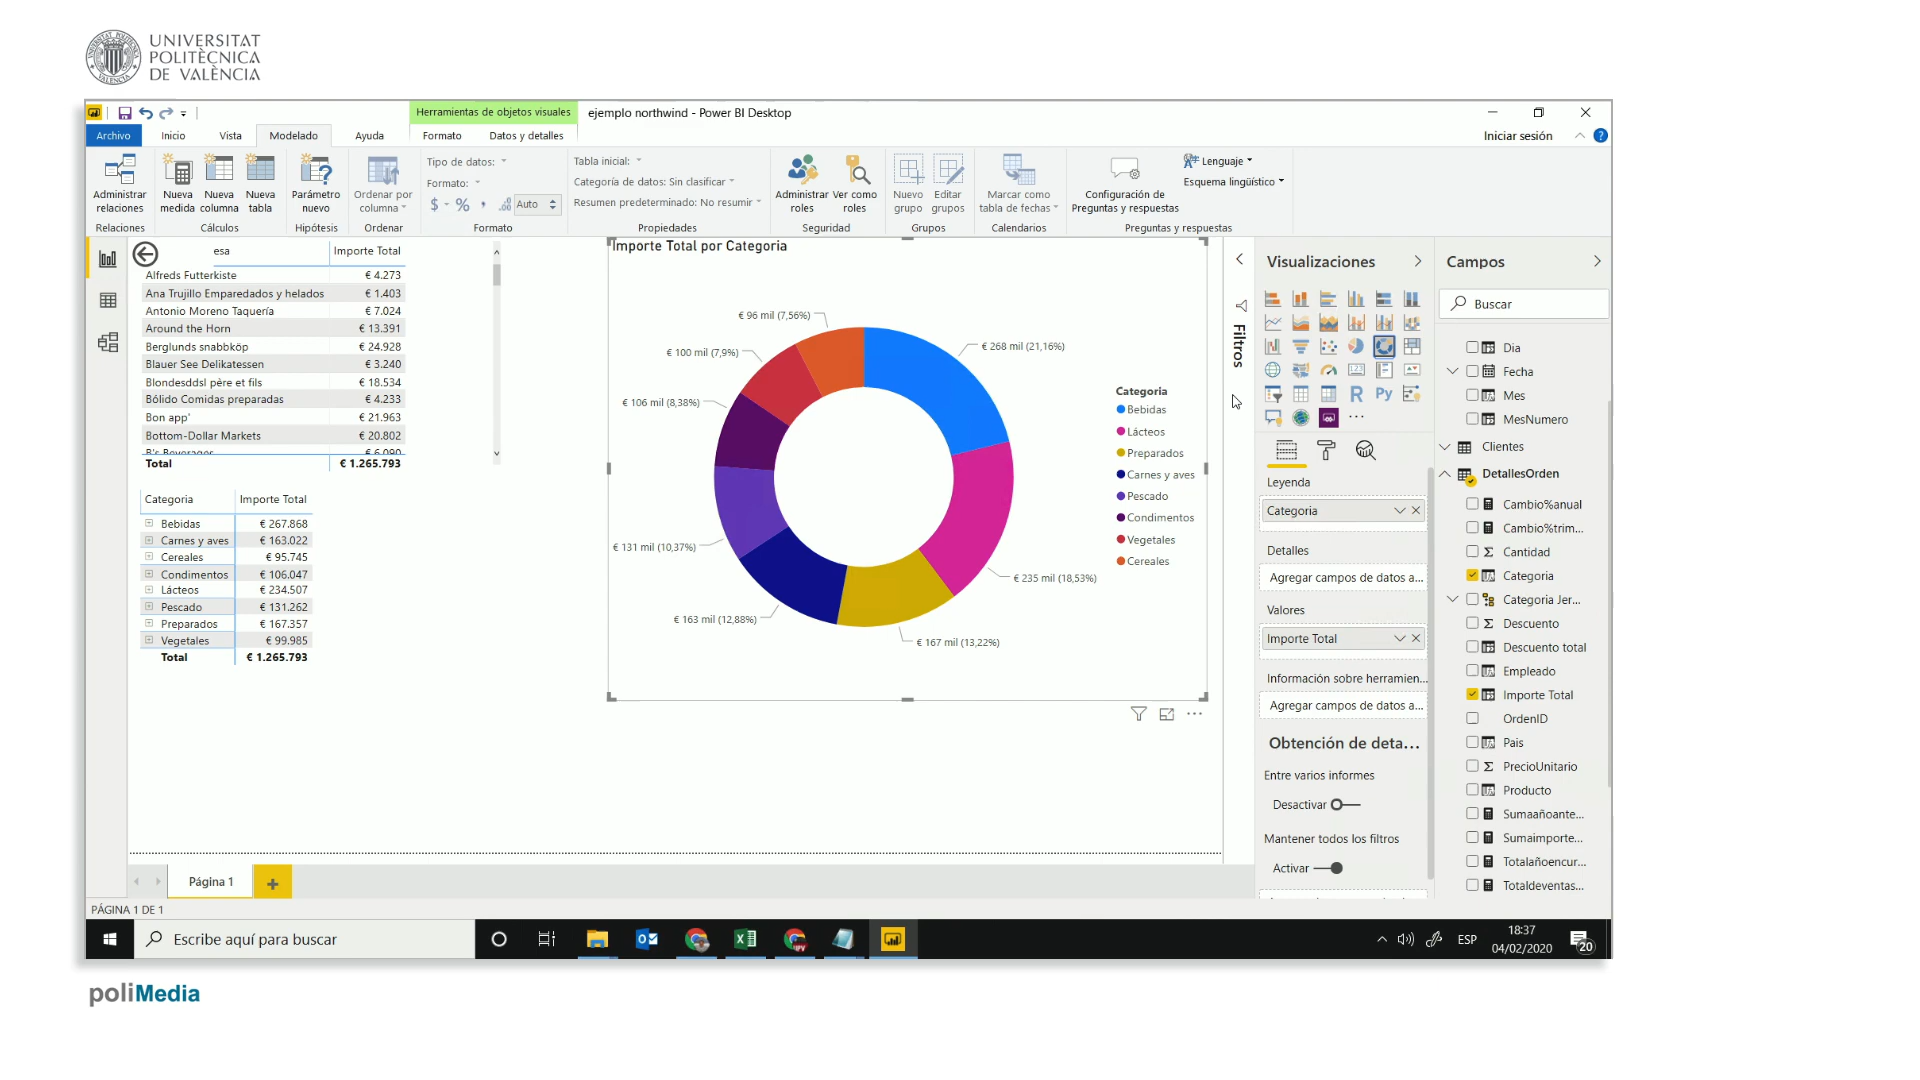 UNIVERSITAT
POLITÈCNICA
DE VALÈNCIA
Herramientas de objetos visuales
ejemplo northwind - Power BI Desktop
Archivo Inicio Vista Modelado Ayuda Formato Datos y detalles Iniciar sesión
Administrar relaciones
Nueva medida
Nueva columna
Nueva tabla
Parámetro nuevo
Ordenar por columna
Tipo de datos:
Formato:
$ % Auto
Tabla inicial:
Categoría de datos: Sin clasificar
Resumen predeterminado: No resumir
Administrar roles
Ver como roles
Nuevo grupo
Editar grupos
Marcar como tabla de fechas
Configuración de Preguntas y respuestas
Lenguaje
Esquema lingüístico
Relaciones Cálculos Hipótesis Ordenar Formato Propiedades Seguridad Grupos Calendarios Preguntas y respuestas
esa Importe Total
Alfreds Futterkiste € 4.273
Ana Trujillo Emparedados y helados € 1.403
Antonio Moreno Taquería € 7.024
Around the Horn € 13.391
Berglunds snabbköp € 24.928
Blauer See Delikatessen € 3.240
Blondesddsl père et fils € 18.534
Bólido Comidas preparadas € 4.233
Bon app' € 21.963
Bottom-Dollar Markets € 20.802
B's Beverages € 6.090
Total € 1.265.793
Categoria Importe Total
Bebidas € 267.868
Carnes y aves € 163.022
Cereales € 95.745
Condimentos € 106.047
Lácteos € 234.507
Pescado € 131.262
Preparados € 167.357
Vegetales € 99.985
Total € 1.265.793
Importe Total por Categoria
€ 96 mil (7,56%)
€ 268 mil (21,16%)
€ 100 mil (7,9%)
€ 106 mil (8,38%)
€ 131 mil (10,37%)
€ 235 mil (18,53%)
€ 163 mil (12,88%)
€ 167 mil (13,22%)
Categoria
Bebidas
Lácteos
Preparados
Carnes y aves
Pescado
Condimentos
Vegetales
Cereales
Filtros
Visualizaciones
R Py
Leyenda
Categoria
Detalles
Agregar campos de datos a...
Valores
Importe Total
Información sobre herramien...
Agregar campos de datos a...
Obtención de deta...
Entre varios informes
Desactivar
Mantener todos los filtros
Activar
Campos
Buscar
Dia
Fecha
Mes
MesNumero
Clientes
DetallesOrden
Cambio%anual
Cambio%trim...
Cantidad
Categoria
Categoria Jer...
Descuento
Descuento total
Empleado
Importe Total
OrdenID
Pais
PrecioUnitario
Producto
Sumaañoante...
Sumaimporte...
Totalañoencur...
Totaldeventas...
Página 1
PÁGINA 1 DE 1
Escribe aquí para buscar
ESP
18:37
04/02/2020
20
poliMedia